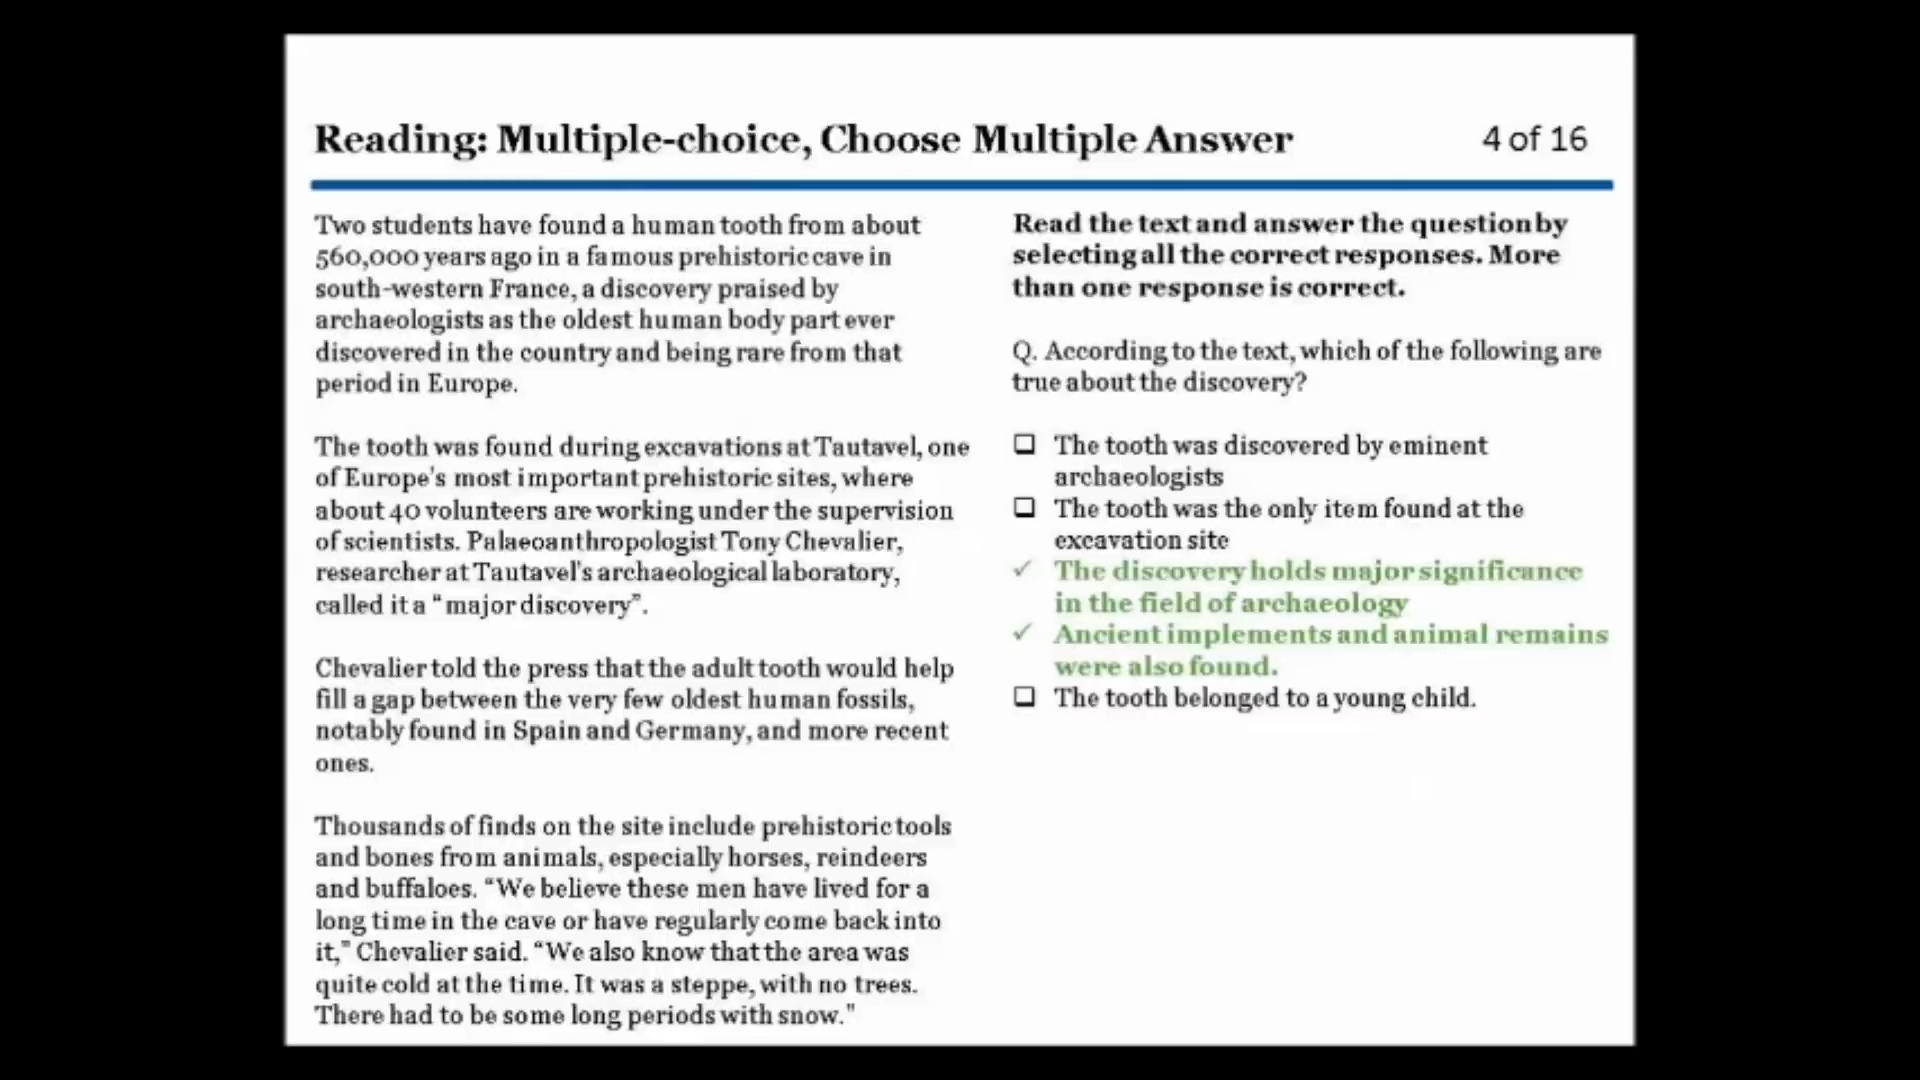 Reading: Multiple-choice, Choose Multiple Answer
4 of 16
Two students have found a human tooth from about
560,000 years ago in a famous prehistoric cave in
south-western France, a discovery praised by
archaeologists as the oldest human body part ever
discovered in the country and being rare from that
period in Europe.
The tooth was found during excavations at Tautavel, one
of Europe's most important prehistoric sites, where
about 40 volunteers are working under the supervision
of scientists. Palaeoanthropologist Tony Chevalier,
researcher at Tautavel's archaeological laboratory,
called it a "major discovery".
Chevalier told the press that the adult tooth would help
fill a gap between the very few oldest human fossils,
notably found in Spain and Germany, and more recent
ones.
Thousands of finds on the site include prehistoric tools
and bones from animals, especially horses, reindeers
and buffaloes. "We believe these men have lived for a
long time in the cave or have regularly come back into
it," Chevalier said. "We also know that the area was
quite cold at the time. It was a steppe, with no trees.
There had to be some long periods with snow."
Read the text and answer the question by
selecting all the correct responses. More
than one response is correct.
Q. According to the text, which of the following are
true about the discovery?
❑ The tooth was discovered by eminent
archaeologists
❑ The tooth was the only item found at the
excavation site
✓ The discovery holds major significance
in the field of archaeology
✓ Ancient implements and animal remains
were also found.
❑ The tooth belonged to a young child.